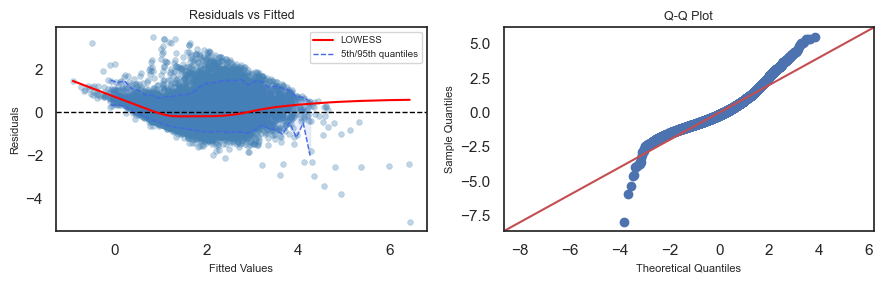 Residuals vs Fitted
LOWESS
5th/95th quantiles
2
0
−2
−4
Residuals
0
2
4
6
Fitted Values
Q-Q Plot
5.0
2.5
0.0
−2.5
−5.0
−7.5
Sample Quantiles
−8
−6
−4
−2
0
2
4
6
Theoretical Quantiles